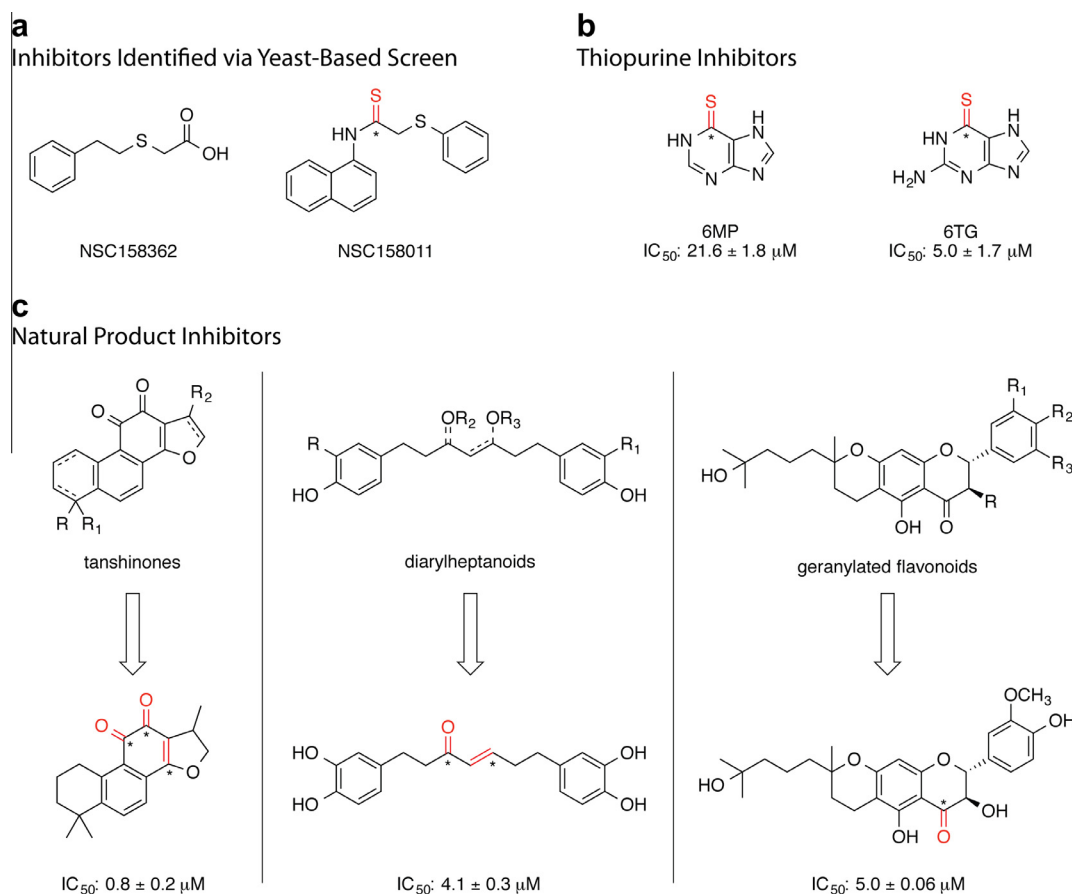 a
Inhibitors Identified via Yeast-Based Screen
b
Thiopurine Inhibitors
S
O
OH
NSC158362
S
HN
*
S
NSC158011
S
HN
*
H
N
N
N
6MP
IC50: 21.6 ± 1.8 μM
S
HN
*
H
N
H2N
N
N
6TG
IC50: 5.0 ± 1.7 μM
c
Natural Product Inhibitors
O
O
R2
O
R
R1
tanshinones
OR2
OR3
R
R1
HO
OH
diarylheptanoids
R1
R2
R3
HO
O
O
R
OH
O
geranylated flavonoids
O
O
*
*
*
O
IC50: 0.8 ± 0.2 μM
O
HO
HO
*
*
OH
OH
IC50: 4.1 ± 0.3 μM
OCH3
OH
HO
O
O
*
OH
OH
O
IC50: 5.0 ± 0.06 μM